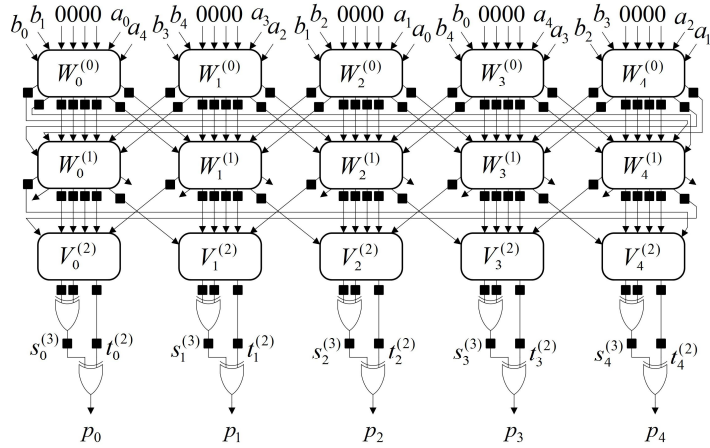 b₀ b₁ 0000 a₀ a₄ b₃ b₄ 0000 a₃ a₂ b₁ b₂ 0000 a₁ a₀ b₄ b₀ 0000 a₄ a₃ b₂ b₃ 0000 a₂ a₁
W₀⁽⁰⁾ W₁⁽⁰⁾ W₂⁽⁰⁾ W₃⁽⁰⁾ W₄⁽⁰⁾
W₀⁽¹⁾ W₁⁽¹⁾ W₂⁽¹⁾ W₃⁽¹⁾ W₄⁽¹⁾
V₀⁽²⁾ V₁⁽²⁾ V₂⁽²⁾ V₃⁽²⁾ V₄⁽²⁾
s₀⁽³⁾ t₀⁽²⁾ s₁⁽³⁾ t₁⁽²⁾ s₂⁽³⁾ t₂⁽²⁾ s₃⁽³⁾ t₃⁽²⁾ s₄⁽³⁾ t₄⁽²⁾
p₀ p₁ p₂ p₃ p₄